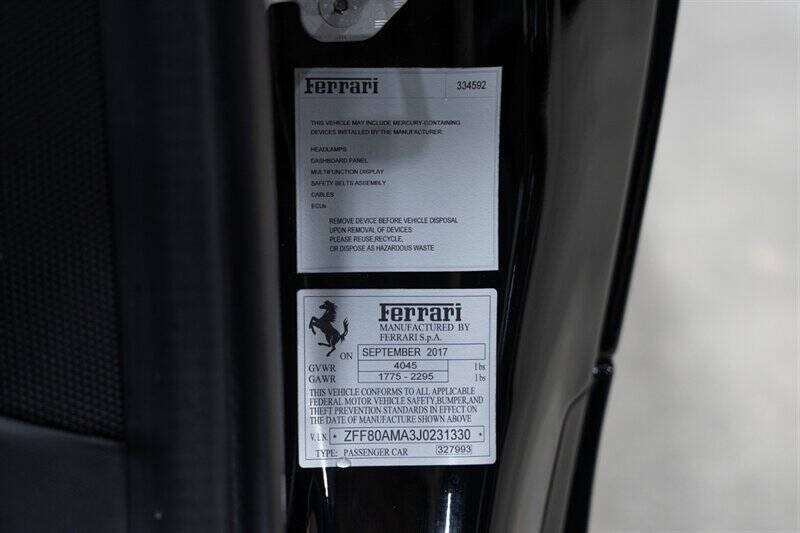 Ferrari 334592
THIS VEHICLE MAY INCLUDE MERCURY-CONTAINING
DEVICES INSTALLED BY THE MANUFACTURER:
HEADLAMPS
DASHBOARD PANEL
MULTIFUNCTION DISPLAY
SAFETY BELTS ASSEMBLY
CABLES
ECUs
REMOVE DEVICE BEFORE VEHICLE DISPOSAL
UPON REMOVAL OF DEVICES:
PLEASE REUSE,RECYCLE,
OR DISPOSE AS HAZARDOUS WASTE
Ferrari
MANUFACTURED BY
FERRARI S.p.A.
ON SEPTEMBER 2017
GVWR 4045 lbs
GAWR 1775 - 2295 lbs
THIS VEHICLE CONFORMS TO ALL APPLICABLE
FEDERAL MOTOR VEHICLE SAFETY,BUMPER,AND
THEFT PREVENTION STANDARDS IN EFFECT ON
THE DATE OF MANUFACTURE SHOWN ABOVE
V.I.N. * ZFF80AMA3J0231330 *
TYPE: PASSENGER CAR 327993